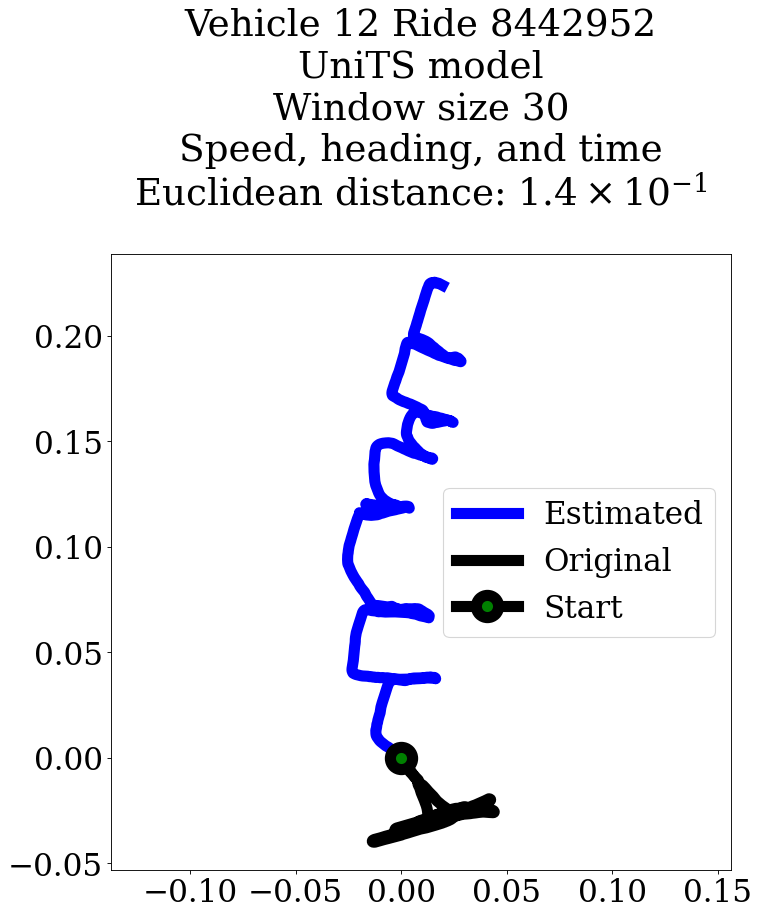 Vehicle 12 Ride 8442952
UniTS model
Window size 30
Speed, heading, and time
Euclidean distance: 1.4 × 10⁻¹
0.20
0.15
0.10
0.05
0.00
−0.05
Estimated
Original
Start
−0.10 −0.05 0.00 0.05 0.10 0.15